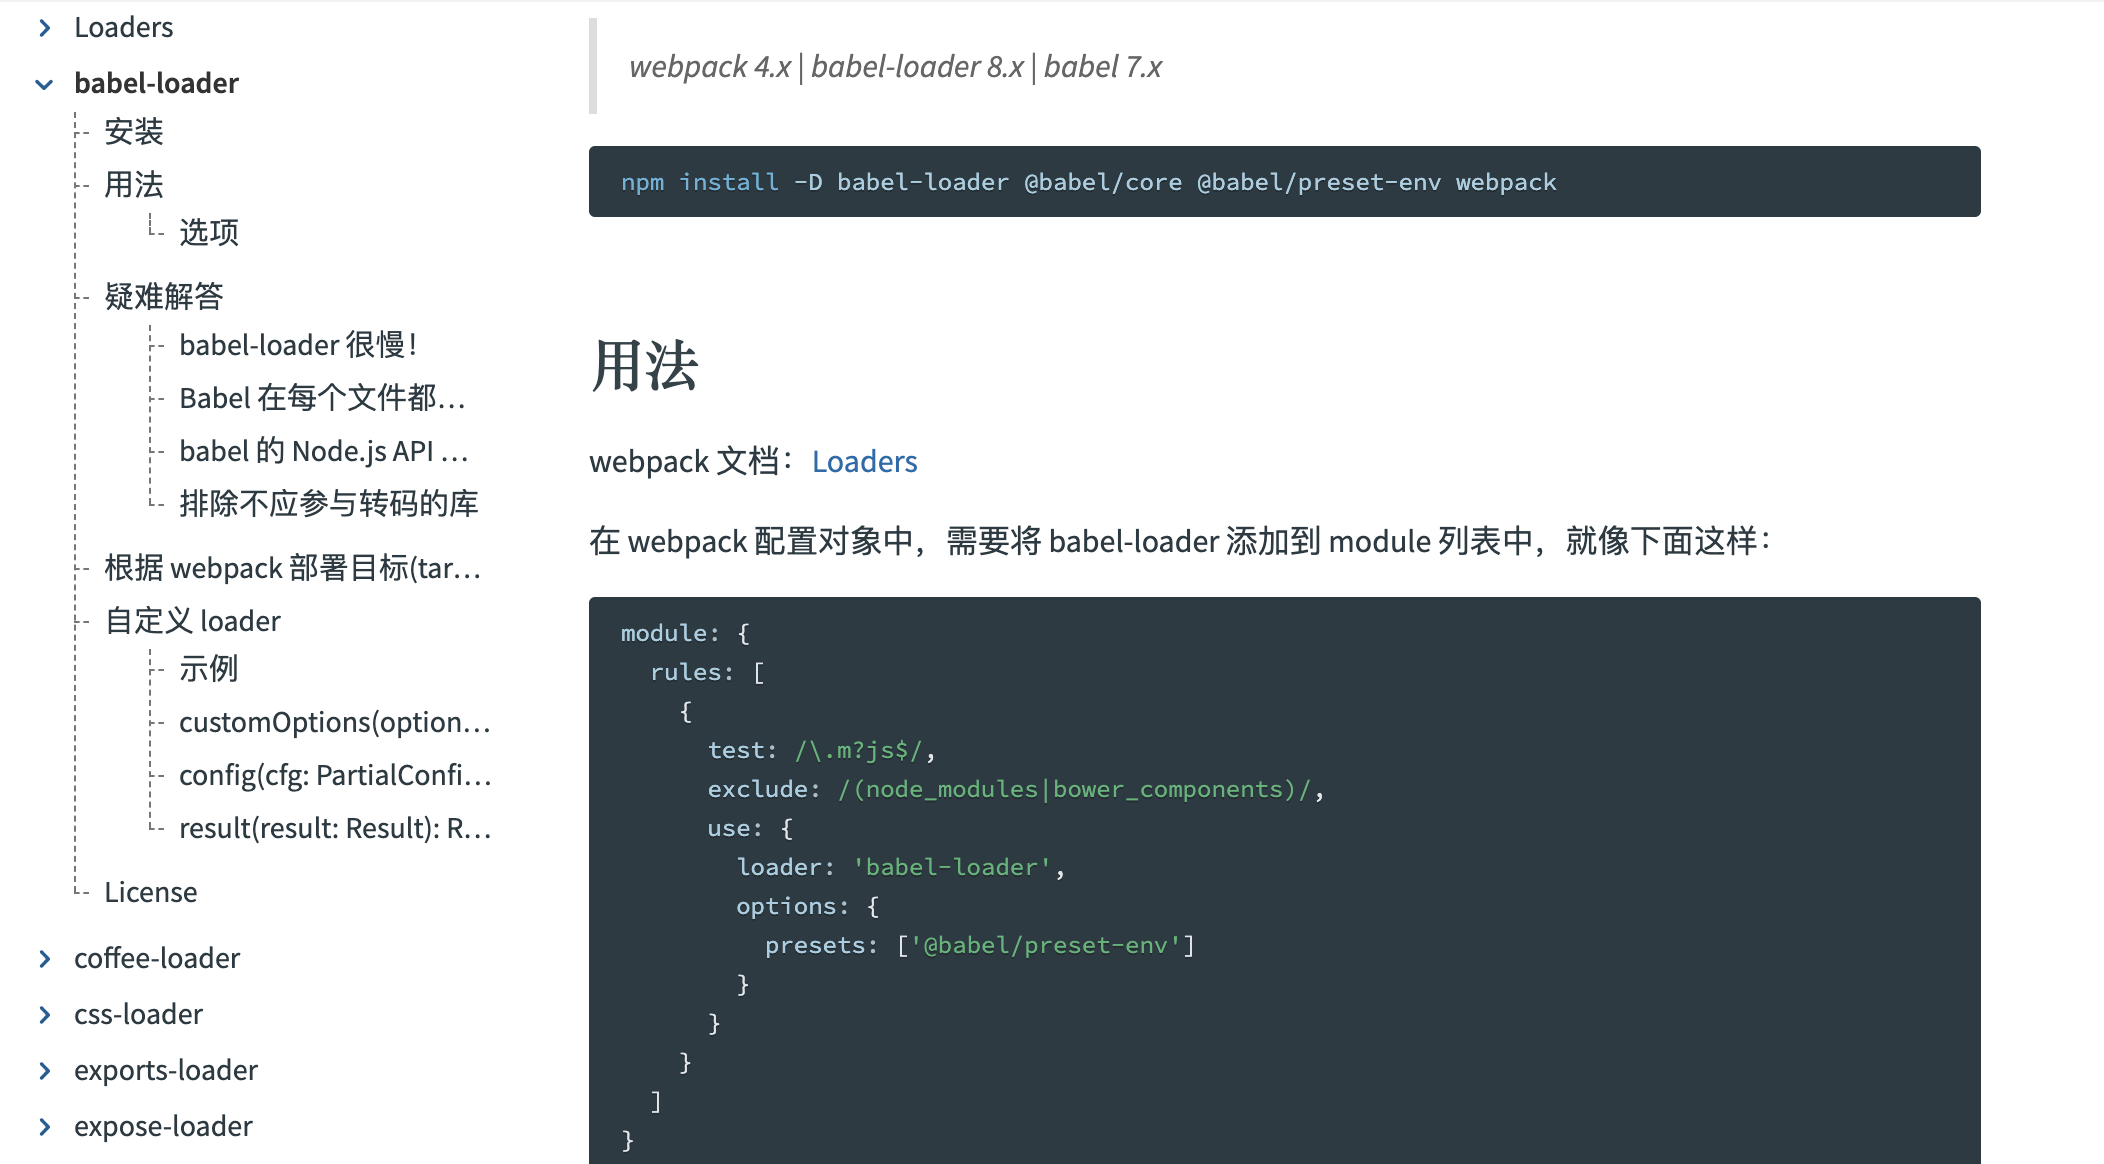 Loaders
babel-loader
安装
用法
选项
疑难解答
babel-loader 很慢！
Babel 在每个文件都…
babel 的 Node.js API …
排除不应参与转码的库
根据 webpack 部署目标(tar…
自定义 loader
示例
customOptions(option…
config(cfg: PartialConfi…
result(result: Result): R…
License
coffee-loader
css-loader
exports-loader
expose-loader
webpack 4.x | babel-loader 8.x | babel 7.x
npm install -D babel-loader @babel/core @babel/preset-env webpack
用法
webpack 文档：Loaders
在 webpack 配置对象中，需要将 babel-loader 添加到 module 列表中，就像下面这样：
module: {
  rules: [
    {
      test: /\.m?js$/,
      exclude: /(node_modules|bower_components)/,
      use: {
        loader: 'babel-loader',
        options: {
          presets: ['@babel/preset-env']
        }
      }
    }
  ]
}